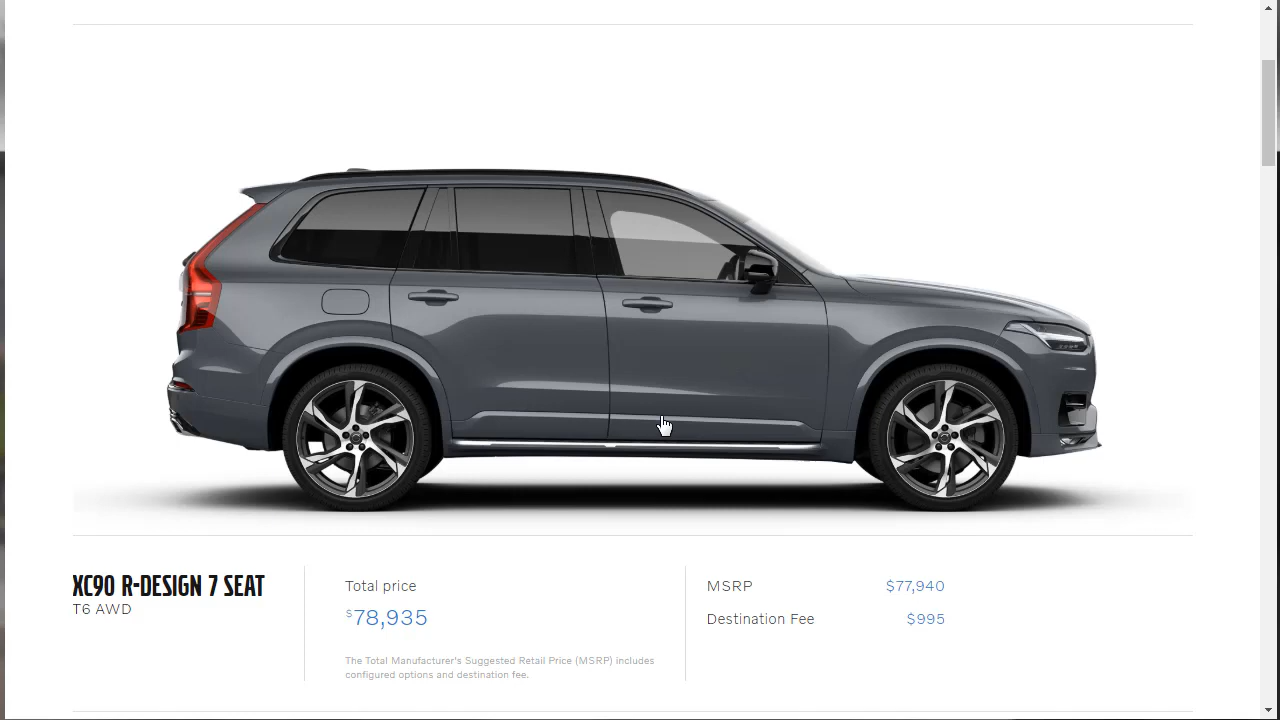 XC90 R-DESIGN 7 SEAT
T6 AWD
Total price
$78,935
The Total Manufacturer's Suggested Retail Price (MSRP) includes
configured options and destination fee.
MSRP $77,940
Destination Fee $995